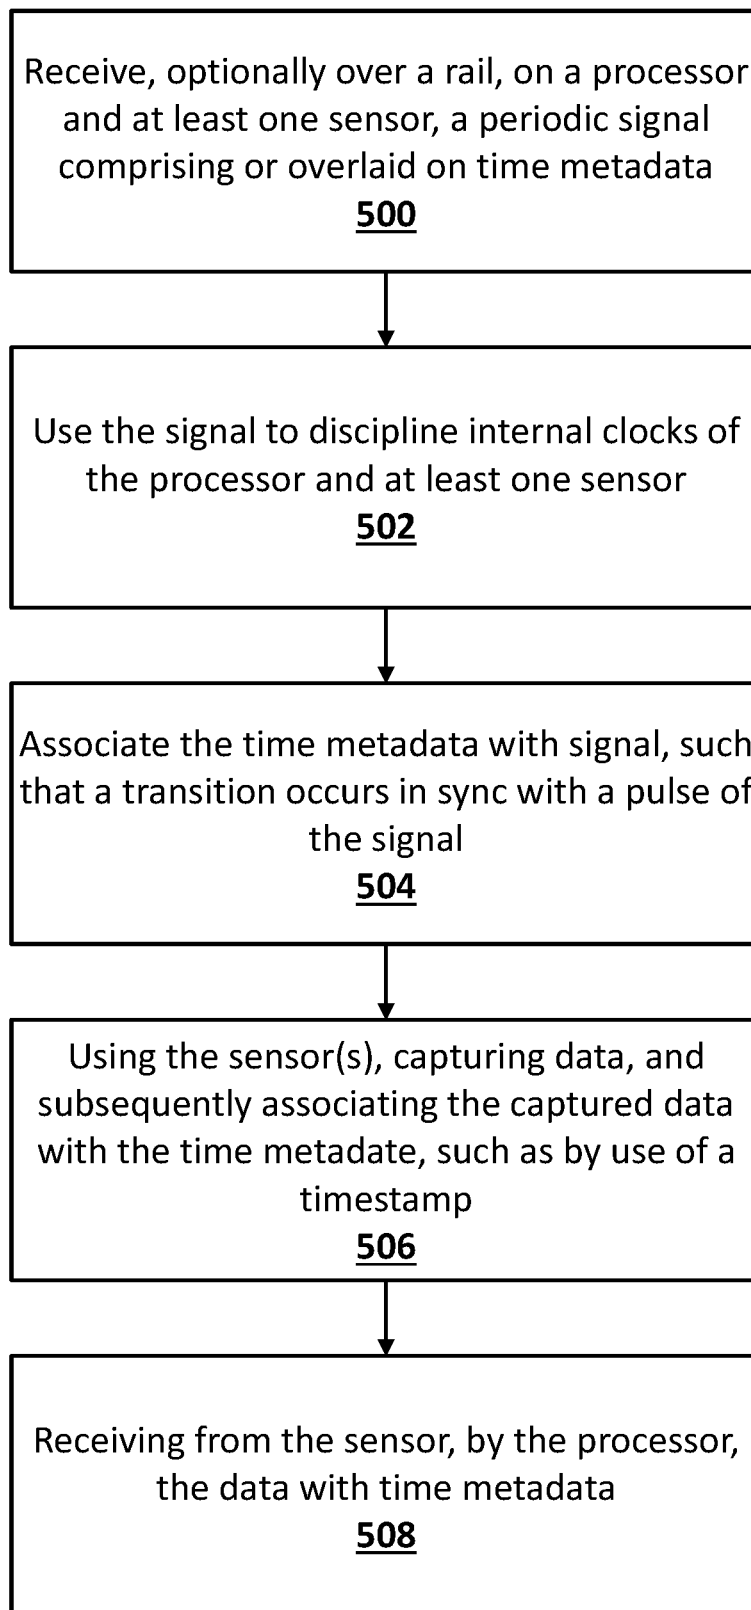 Receive, optionally over a rail, on a processor
and at least one sensor, a periodic signal
comprising or overlaid on time metadata
500
Use the signal to discipline internal clocks of
the processor and at least one sensor
502
Associate the time metadata with signal, such
that a transition occurs in sync with a pulse of
the signal
504
Using the sensor(s), capturing data, and
subsequently associating the captured data
with the time metadate, such as by use of a
timestamp
506
Receiving from the sensor, by the processor,
the data with time metadata
508